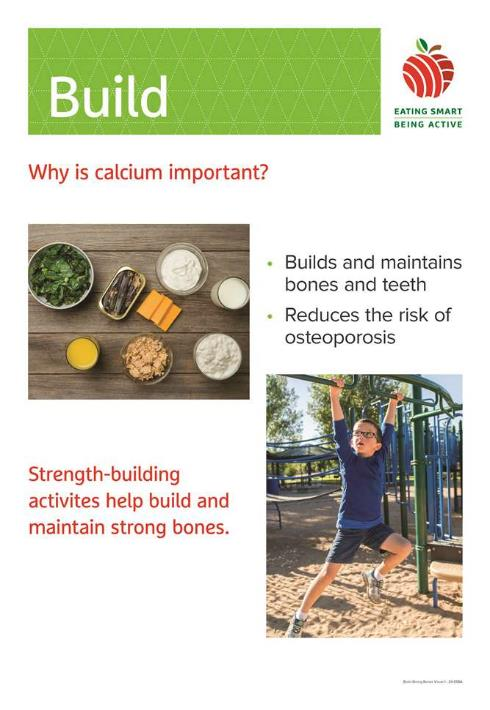 Build
EATING SMART
BEING ACTIVE
Why is calcium important?
• Builds and maintains
bones and teeth
• Reduces the risk of
osteoporosis
Strength-building
activites help build and
maintain strong bones.